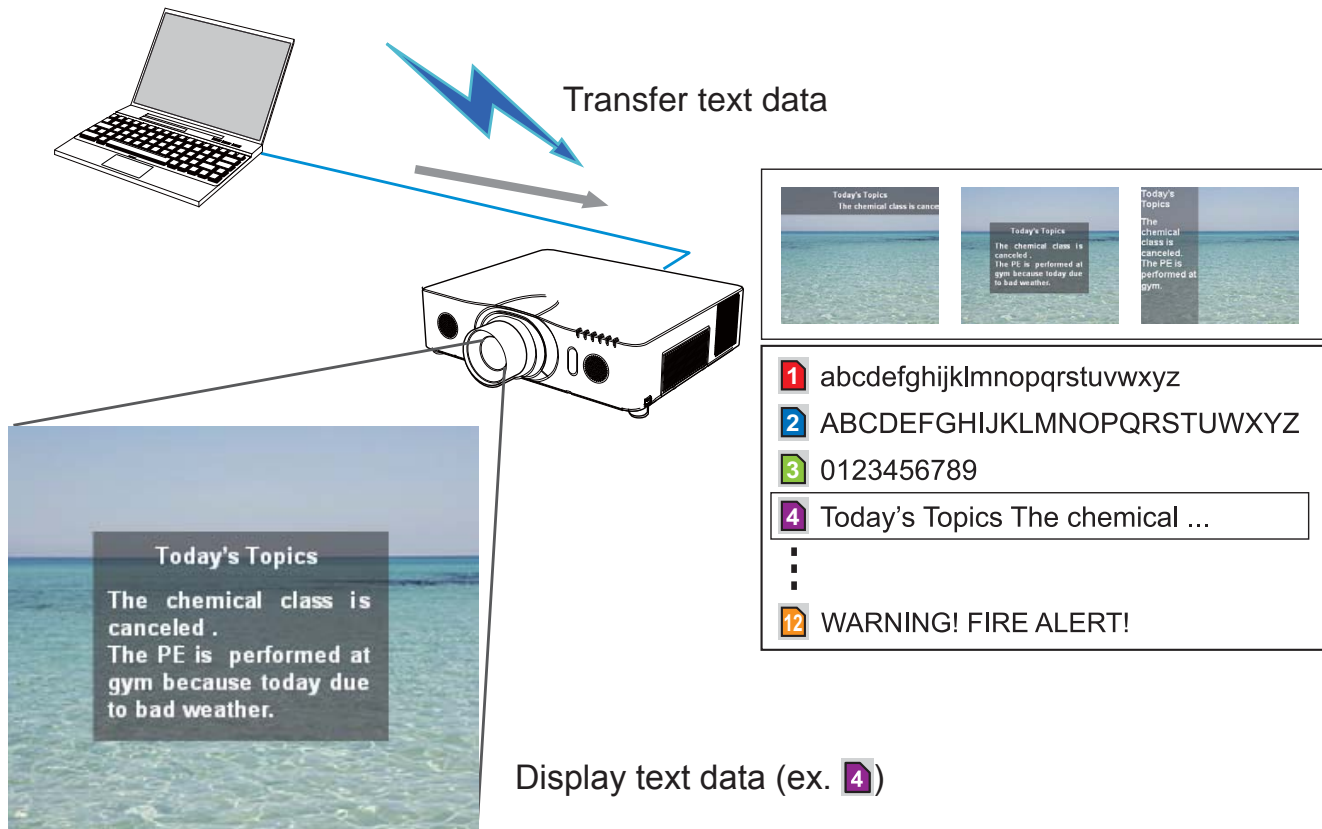 Transfer text data
Today's Topics
The chemical class is cance
Today's Topics
The chemical class is
canceled .
The PE is performed at
gym because today due
to bad weather.
Today's
Topics
The
chemical
class is
canceled.
The PE is
performed at
gym.
1 abcdefghijklmnopqrstuvwxyz
2 ABCDEFGHIJKLMNOPQRSTUWXYZ
3 0123456789
4 Today’s Topics The chemical ...
12 WARNING! FIRE ALERT!
Today's Topics
The chemical class is
canceled .
The PE is performed at
gym because today due
to bad weather.
Display text data (ex. 4)